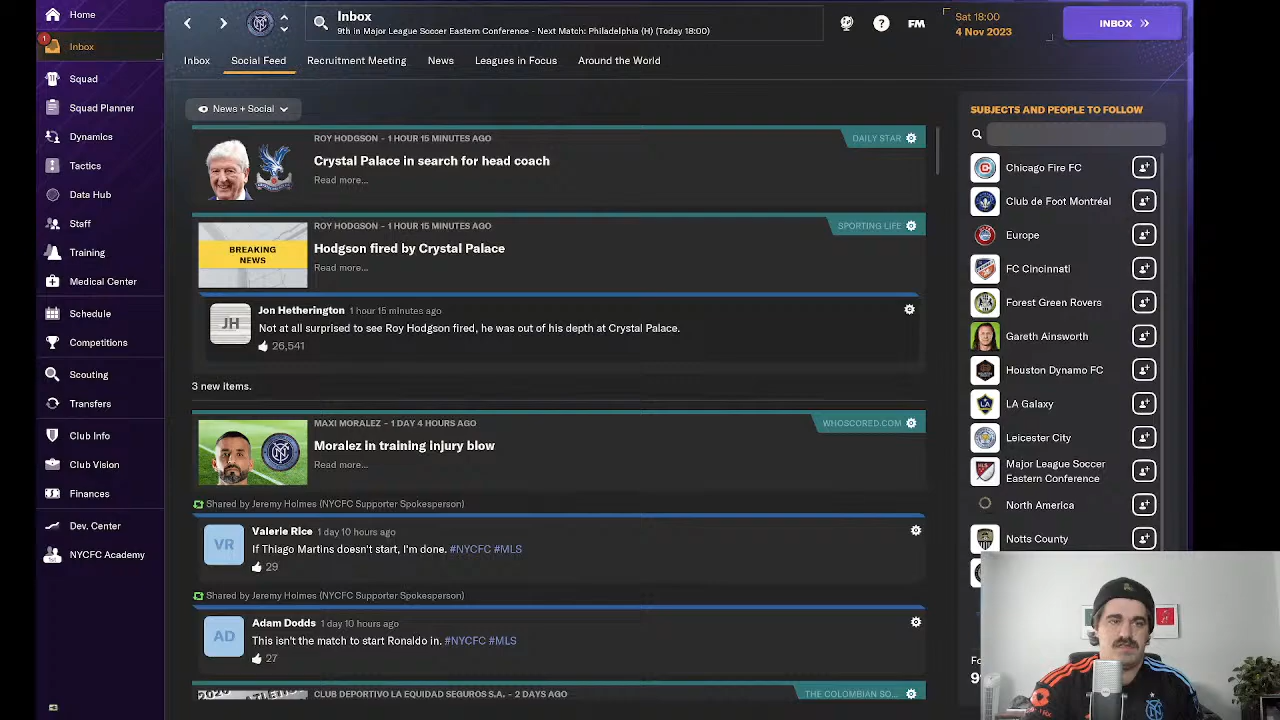 Home
1
Inbox
Squad
Squad Planner
Dynamics
Tactics
Data Hub
Staff
Training
Medical Center
Schedule
Competitions
Scouting
Transfers
Club Info
Club Vision
Finances
Dev. Center
NYCFC Academy
Inbox
9th in Major League Soccer Eastern Conference - Next Match: Philadelphia (H) (Today 18:00)
?
FM
Sat 18:00
4 Nov 2023
INBOX
Inbox
Social Feed
Recruitment Meeting
News
Leagues in Focus
Around the World
News + Social
ROY HODGSON - 1 HOUR 15 MINUTES AGO
DAILY STAR
Crystal Palace in search for head coach
Read more...
ROY HODGSON - 1 HOUR 15 MINUTES AGO
SPORTING LIFE
BREAKING
NEWS
Hodgson fired by Crystal Palace
Read more...
JH
Jon Hetherington 1 hour 15 minutes ago
Not at all surprised to see Roy Hodgson fired, he was out of his depth at Crystal Palace.
26,541
3 new items.
MAXI MORALEZ - 1 DAY 4 HOURS AGO
WHOSCORED.COM
Moralez in training injury blow
Read more...
Shared by Jeremy Holmes (NYCFC Supporter Spokesperson)
VR
Valerie Rice 1 day 10 hours ago
If Thiago Martins doesn't start, I'm done. #NYCFC #MLS
29
Shared by Jeremy Holmes (NYCFC Supporter Spokesperson)
AD
Adam Dodds 1 day 10 hours ago
This isn't the match to start Ronaldo in. #NYCFC #MLS
27
CLUB DEPORTIVO LA EQUIDAD SEGUROS S.A. - 2 DAYS AGO
THE COLOMBIAN SO...
SUBJECTS AND PEOPLE TO FOLLOW
Chicago Fire FC
Club de Foot Montréal
Europe
FC Cincinnati
Forest Green Rovers
Gareth Ainsworth
Houston Dynamo FC
LA Galaxy
Leicester City
Major League Soccer
Eastern Conference
North America
Notts County